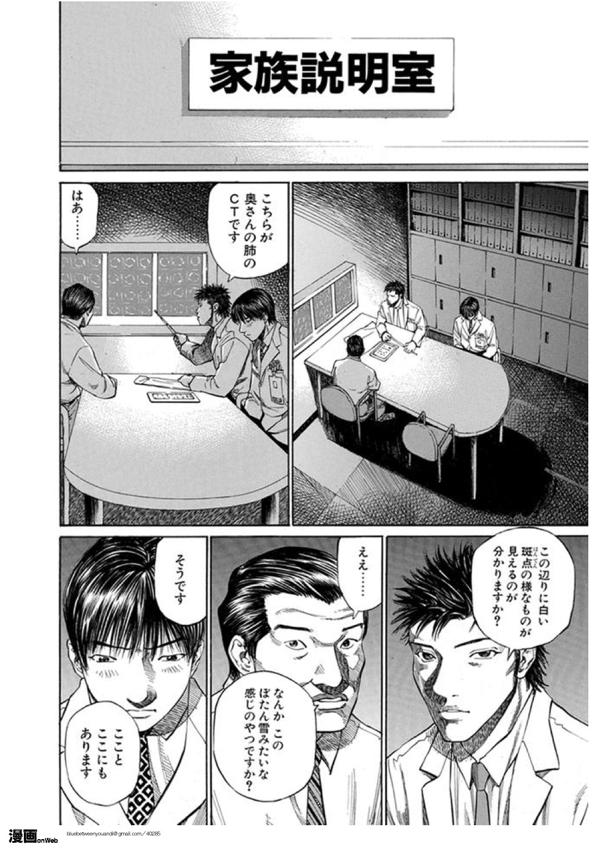 家族説明室
こちらが
奥さんの肺の
CTです
はあ……
この辺りに白い
斑点の様なものが
見えるのが
分かりますか？
ええ……
なんか この
ぼたん雪みたいな
感じのやつですか？
そうです
ここと
ここにも
あります
漫画onWeb
bluebetweenyouandi@gmail.com/40285